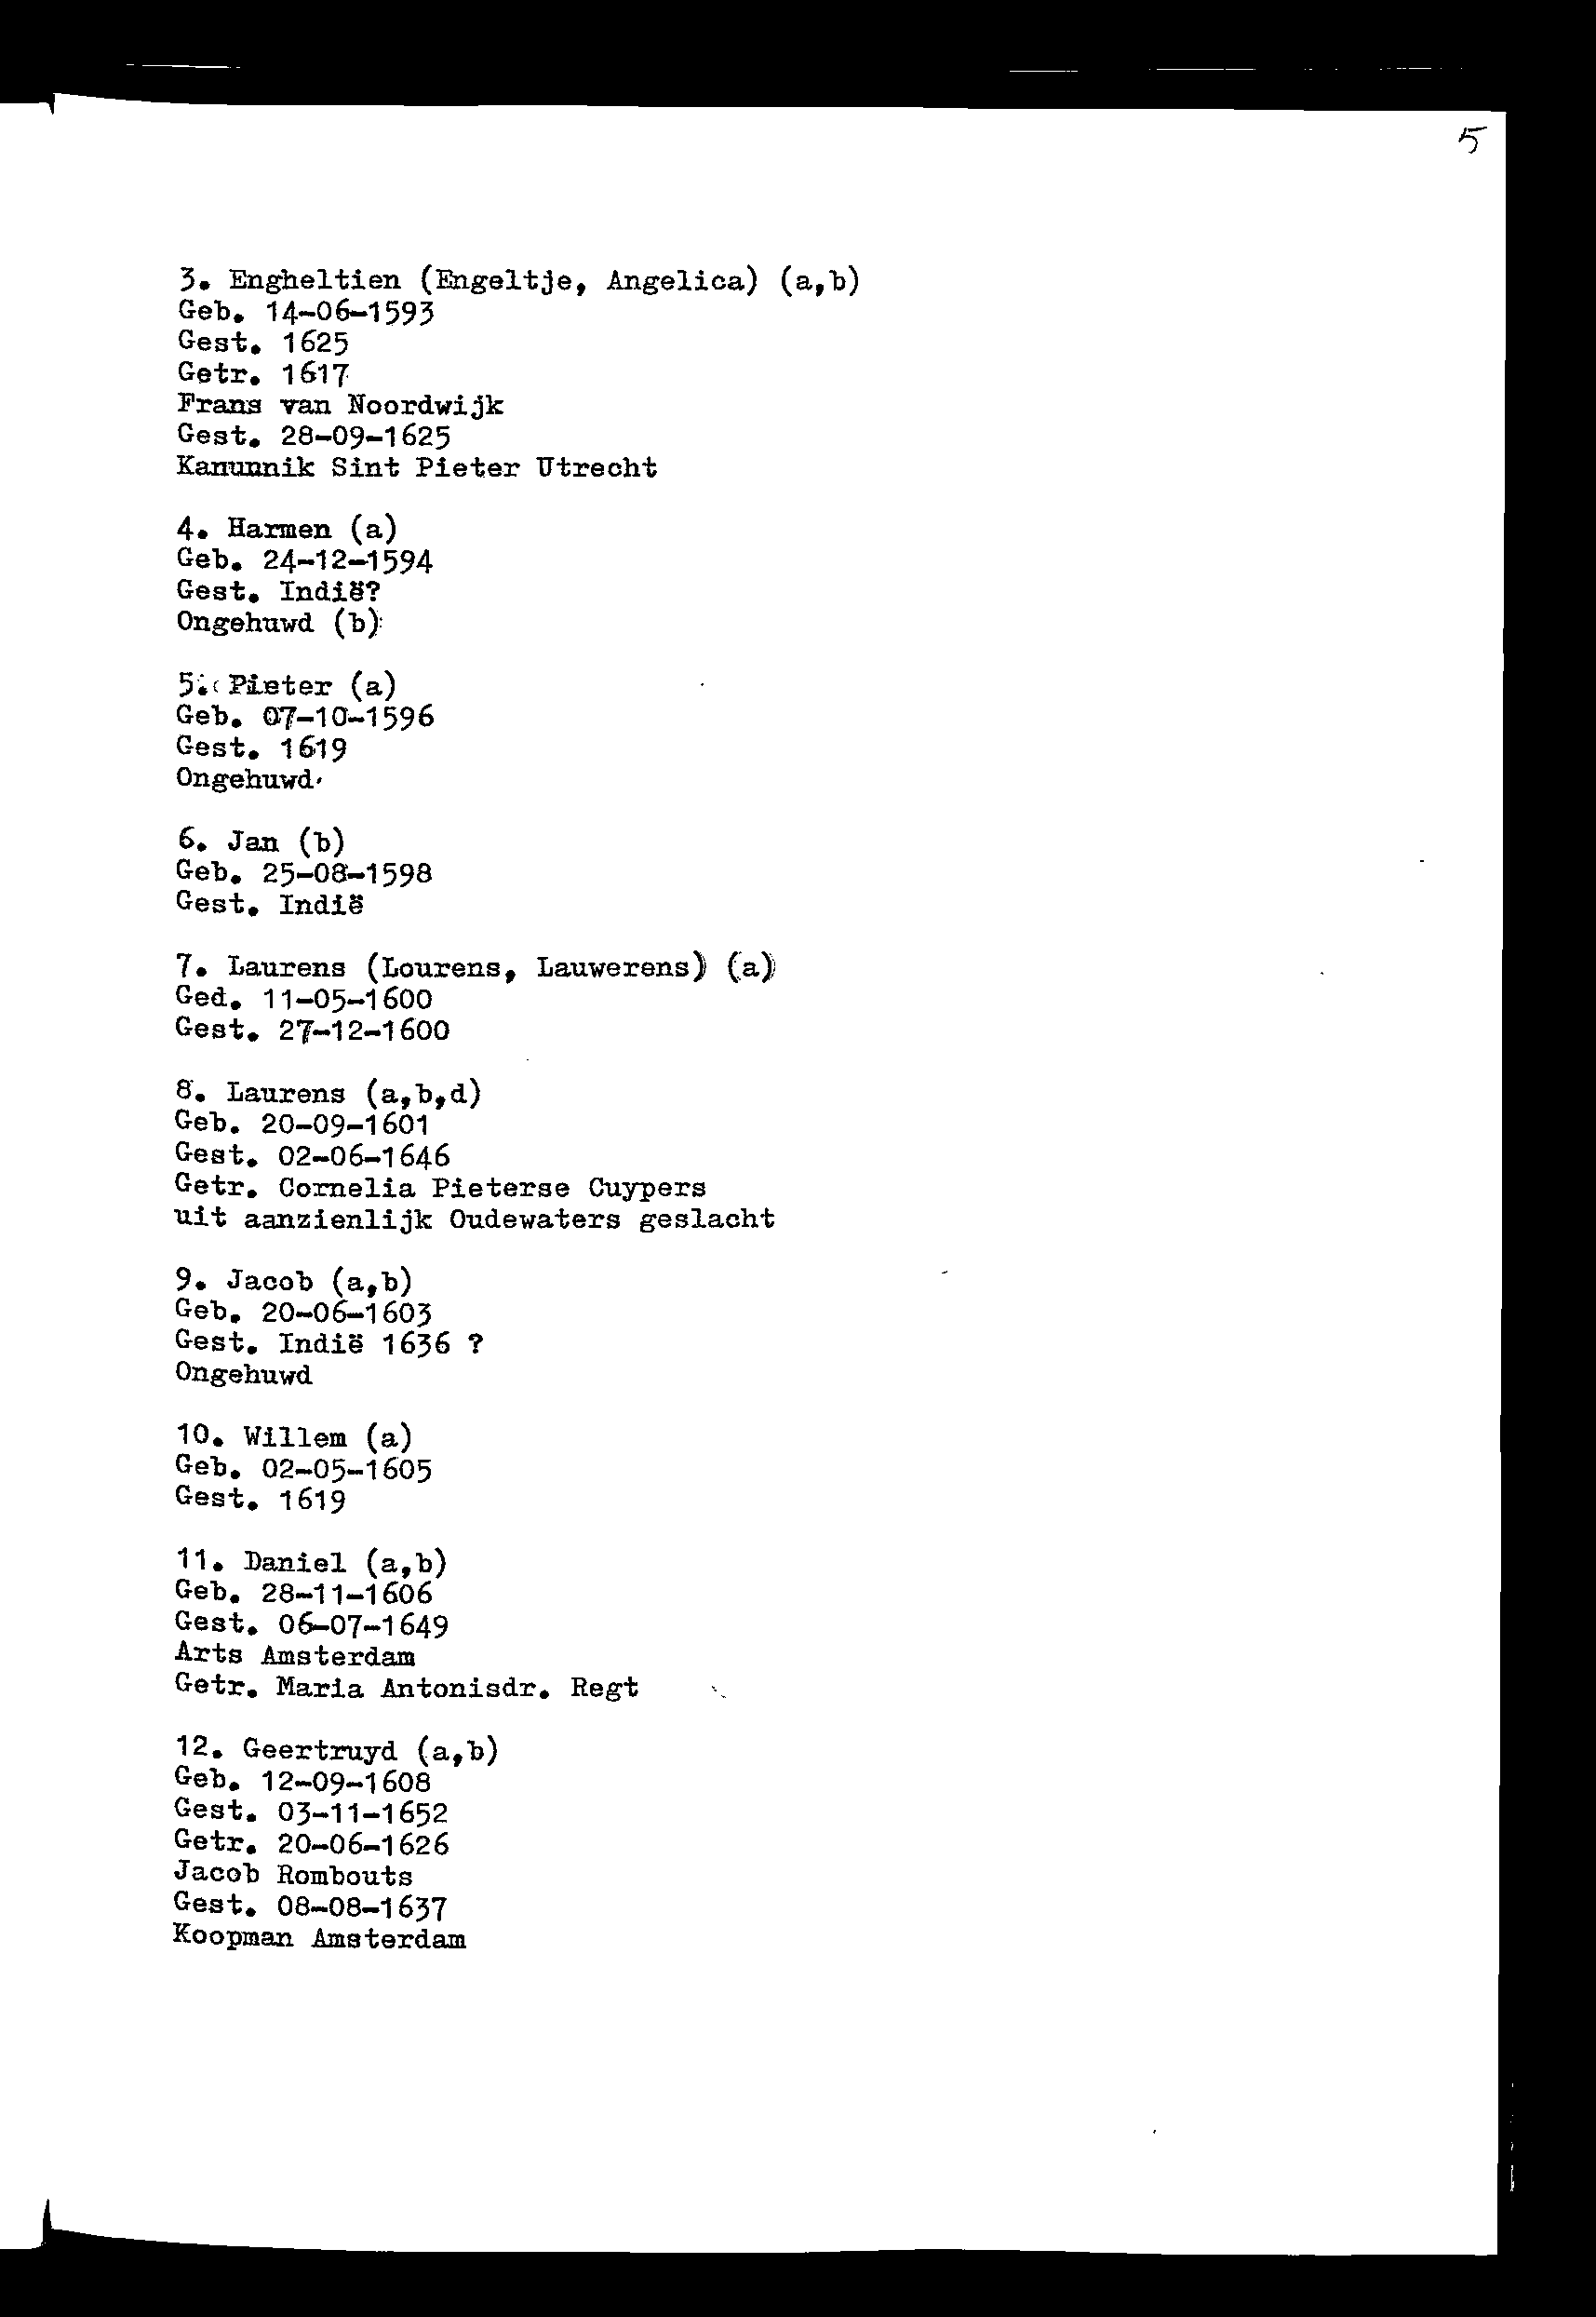 5
3. Engheltien (Engeltje, Angelica) (a,b)
Geb. 14-06-1593
Gest. 1625
Getr. 1617
Frans van Noordwijk
Gest. 28-09-1625
Kanunnik Sint Pieter Utrecht
4. Harmen (a)
Geb. 24-12-1594
Gest. Indië?
Ongehuwd (b)
5. Pieter (a)
Geb. 07-10-1596
Gest. 1619
Ongehuwd
6. Jan (b)
Geb. 25-08-1598
Gest. Indië
7. Laurens (Lourens, Lauwerens) (a)
Ged. 11-05-1600
Gest. 27-12-1600
8. Laurens (a,b,d)
Geb. 20-09-1601
Gest. 02-06-1646
Getr. Cornelia Pieterse Cuypers
uit aanzienlijk Oudewaters geslacht
9. Jacob (a,b)
Geb. 20-06-1603
Gest. Indië 1636 ?
Ongehuwd
10. Willem (a)
Geb. 02-05-1605
Gest. 1619
11. Daniel (a,b)
Geb. 28-11-1606
Gest. 06-07-1649
Arts Amsterdam
Getr. Maria Antonisdr. Regt
12. Geertruyd (a,b)
Geb. 12-09-1608
Gest. 03-11-1652
Getr. 20-06-1626
Jacob Rombouts
Gest. 08-08-1637
Koopman Amsterdam